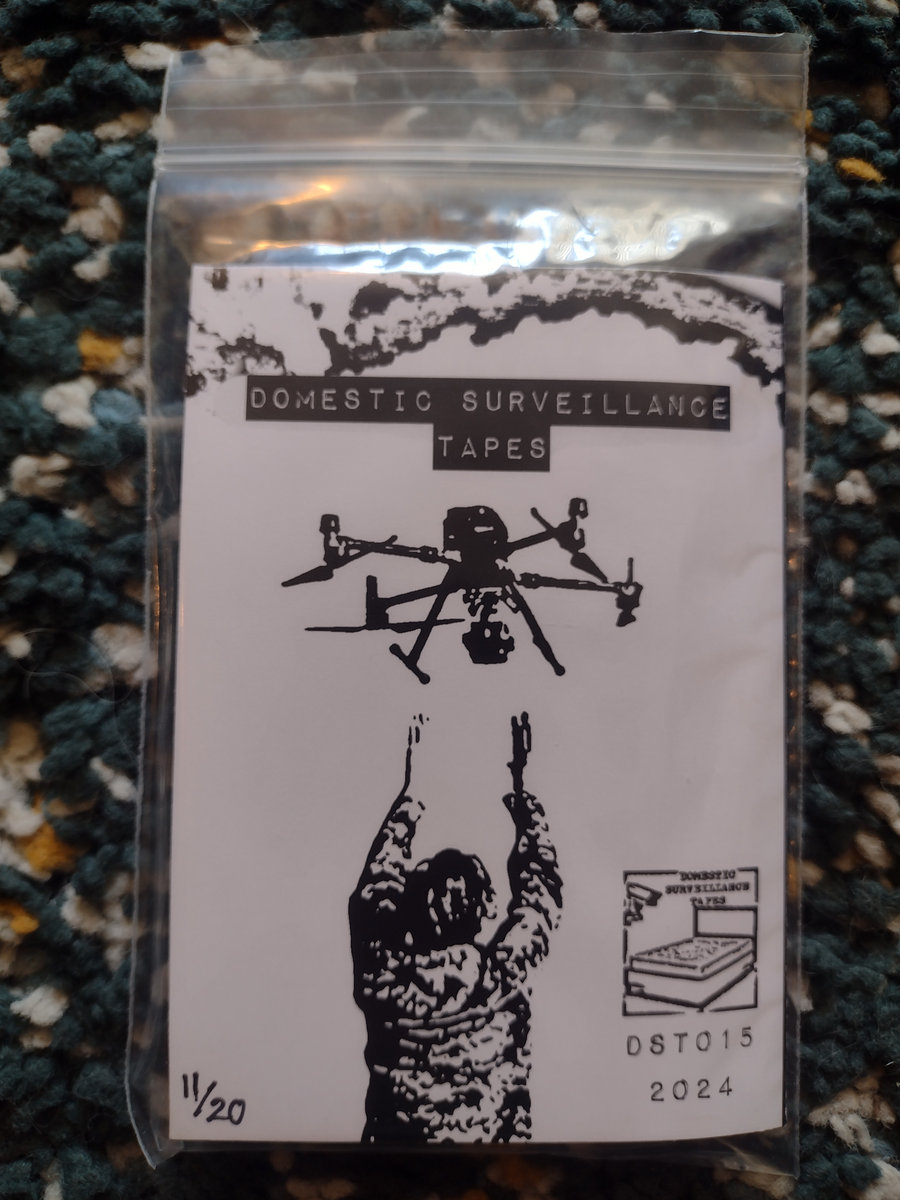 DOMESTIC SURVEILLANCE
TAPES
DOMESTIC
SURVEILLANCE
TAPES
DST015
2024
11/20